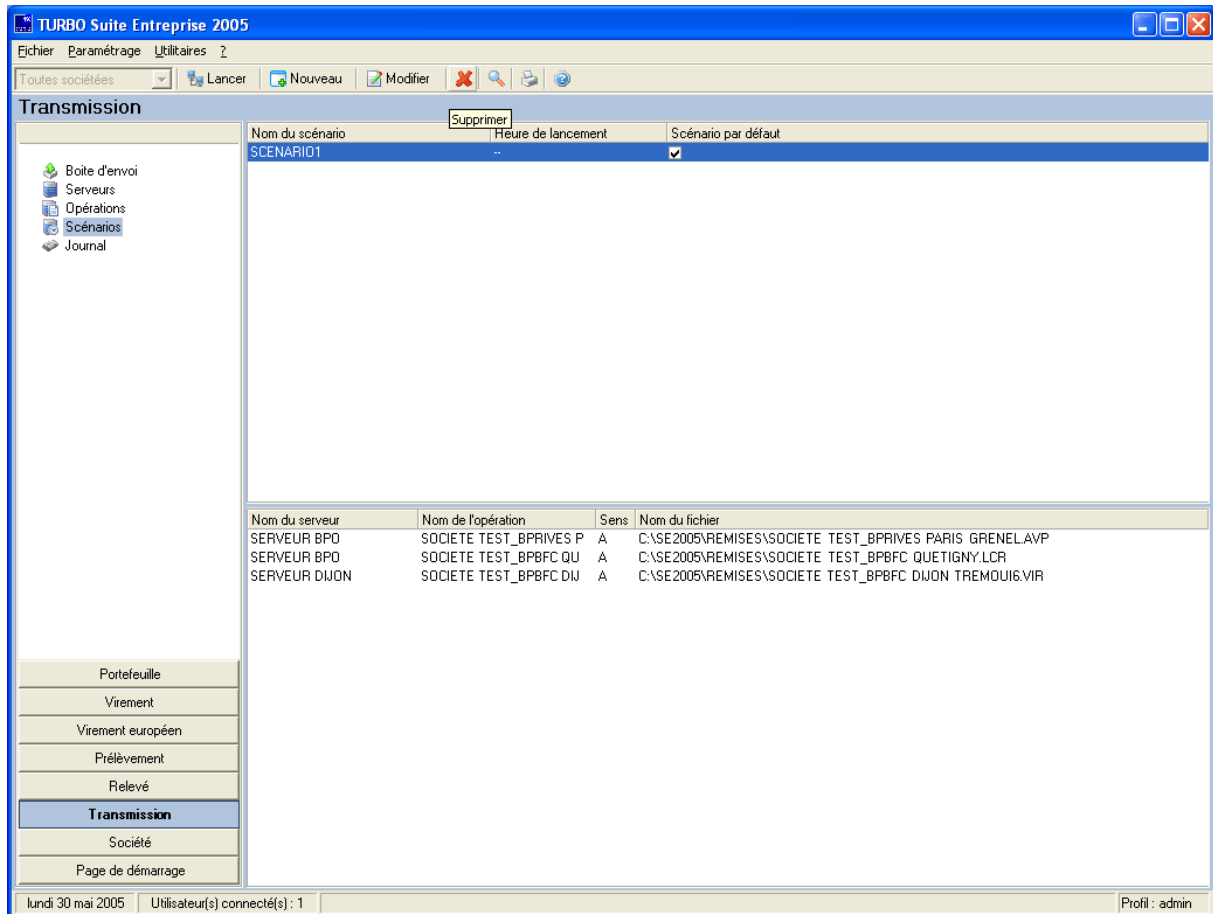 TURBO Suite Entreprise 2005
Fichier Paramétrage Utilitaires ?
Toutes sociétées Lancer Nouveau Modifier
Transmission
Supprimer
Nom du scénario Heure de lancement Scénario par défaut
SCENARIO1 --
Boite d'envoi
Serveurs
Opérations
Scénarios
Journal
Nom du serveur Nom de l'opération Sens Nom du fichier
SERVEUR BPO SOCIETE TEST_BPRIVES P A C:\SE2005\REMISES\SOCIETE TEST_BPRIVES PARIS GRENEL.AVP
SERVEUR BPO SOCIETE TEST_BPBFC QU A C:\SE2005\REMISES\SOCIETE TEST_BPBFC QUETIGNY.LCR
SERVEUR DIJON SOCIETE TEST_BPBFC DIJ A C:\SE2005\REMISES\SOCIETE TEST_BPBFC DIJON TREMOUI6.VIR
Portefeuille
Virement
Virement européen
Prélèvement
Relevé
Transmission
Société
Page de démarrage
lundi 30 mai 2005 Utilisateur(s) connecté(s) : 1 Profil : admin